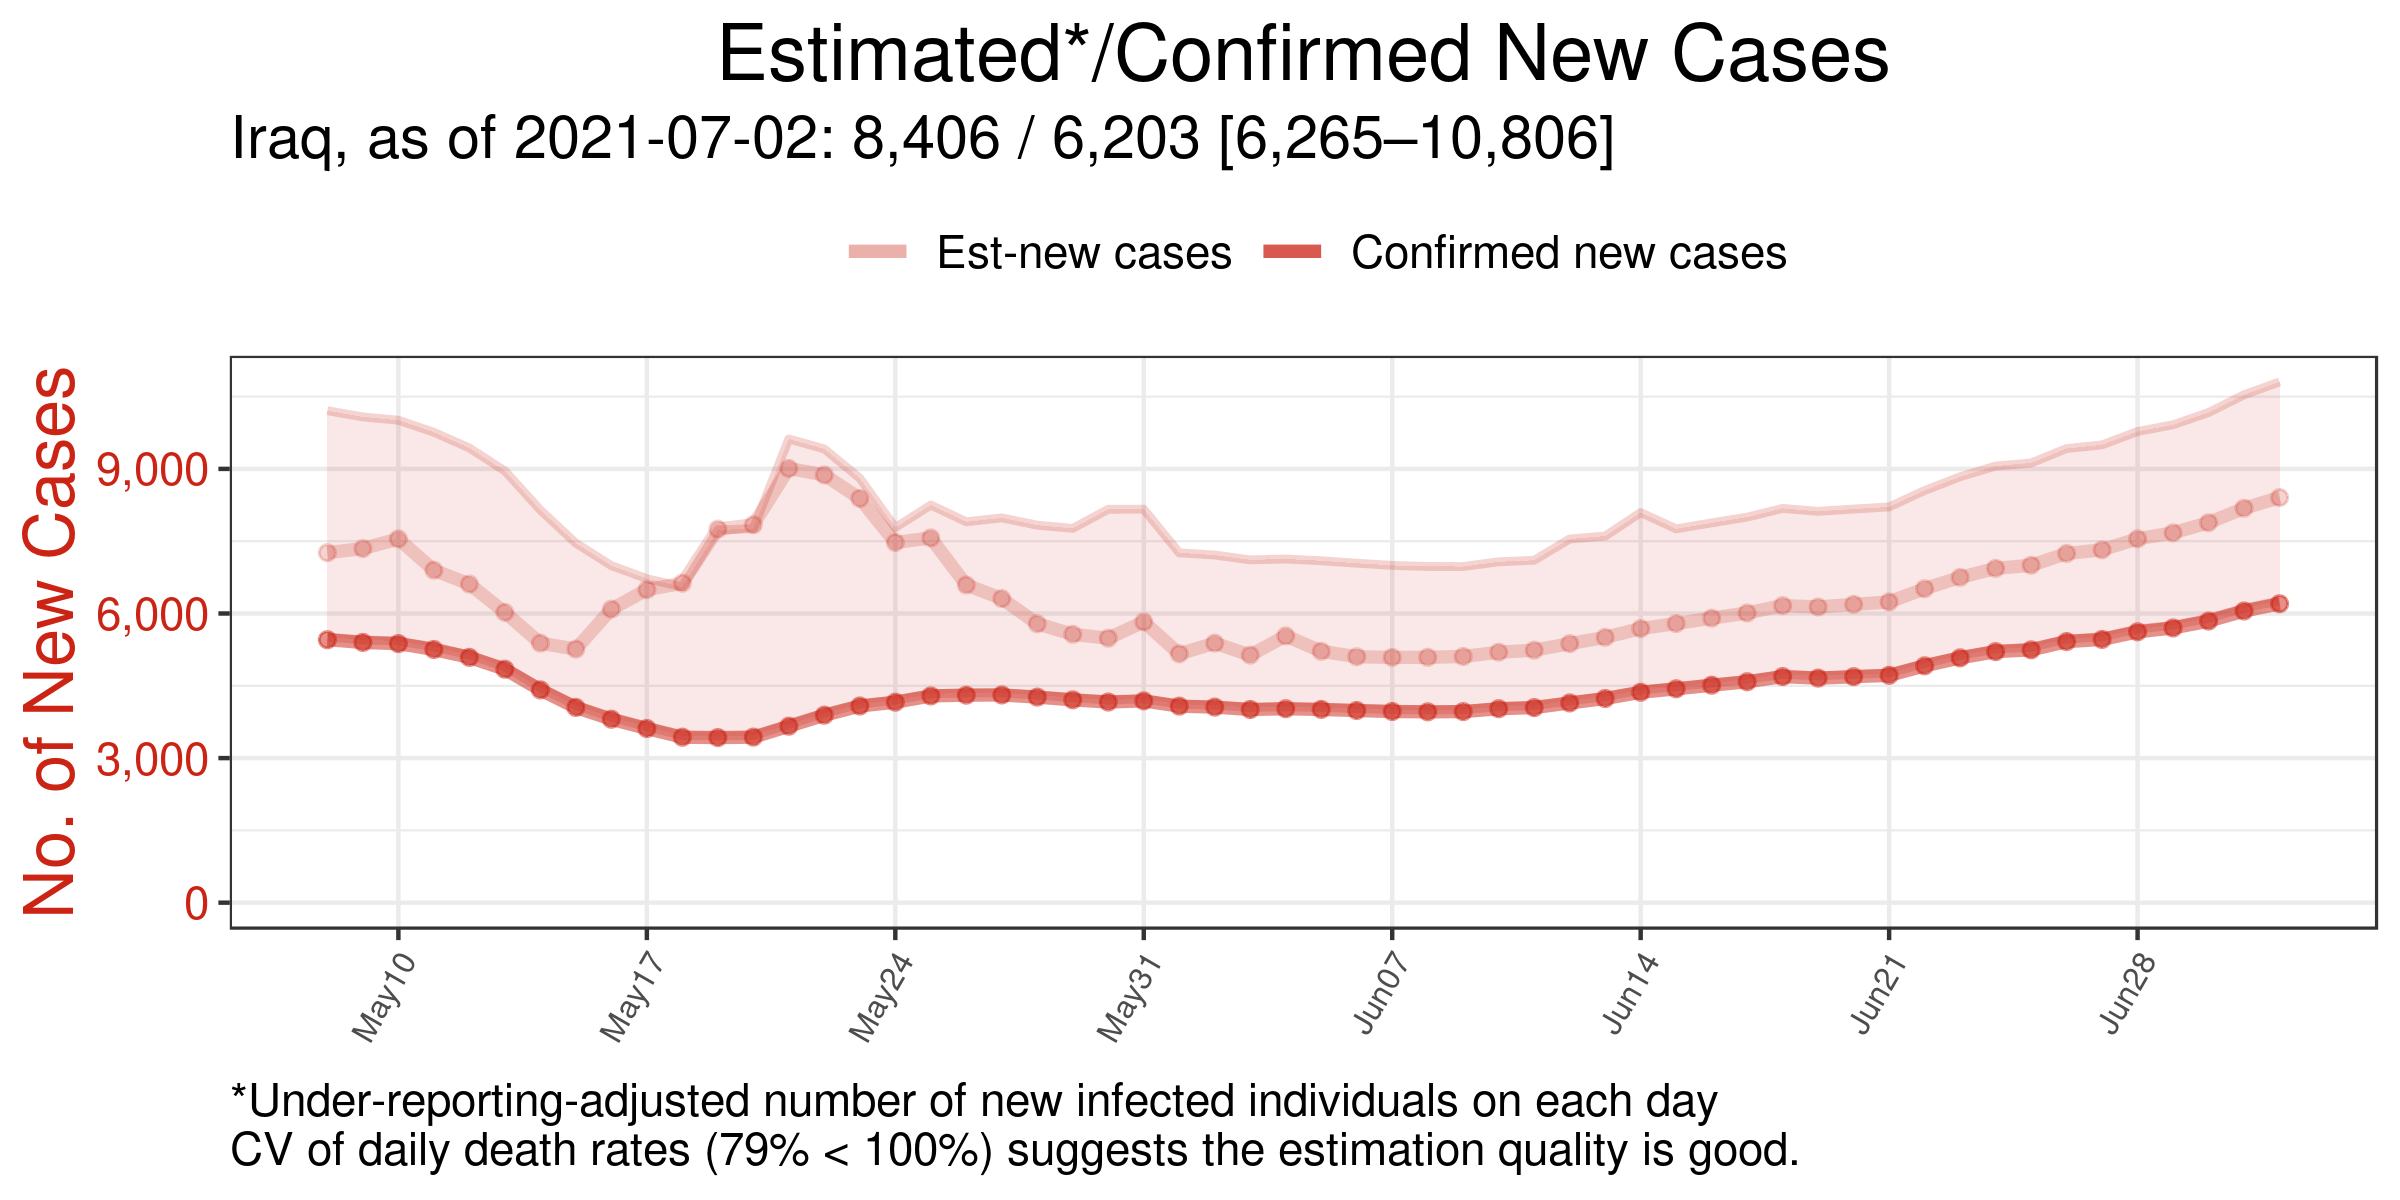 Estimated*/Confirmed New Cases
Iraq, as of 2021-07-02: 8,406 / 6,203 [6,265–10,806]
Est-new cases
Confirmed new cases
No. of New Cases
9,000
6,000
3,000
0
May10
May17
May24
May31
Jun07
Jun14
Jun21
Jun28
*Under-reporting-adjusted number of new infected individuals on each day
CV of daily death rates (79% < 100%) suggests the estimation quality is good.